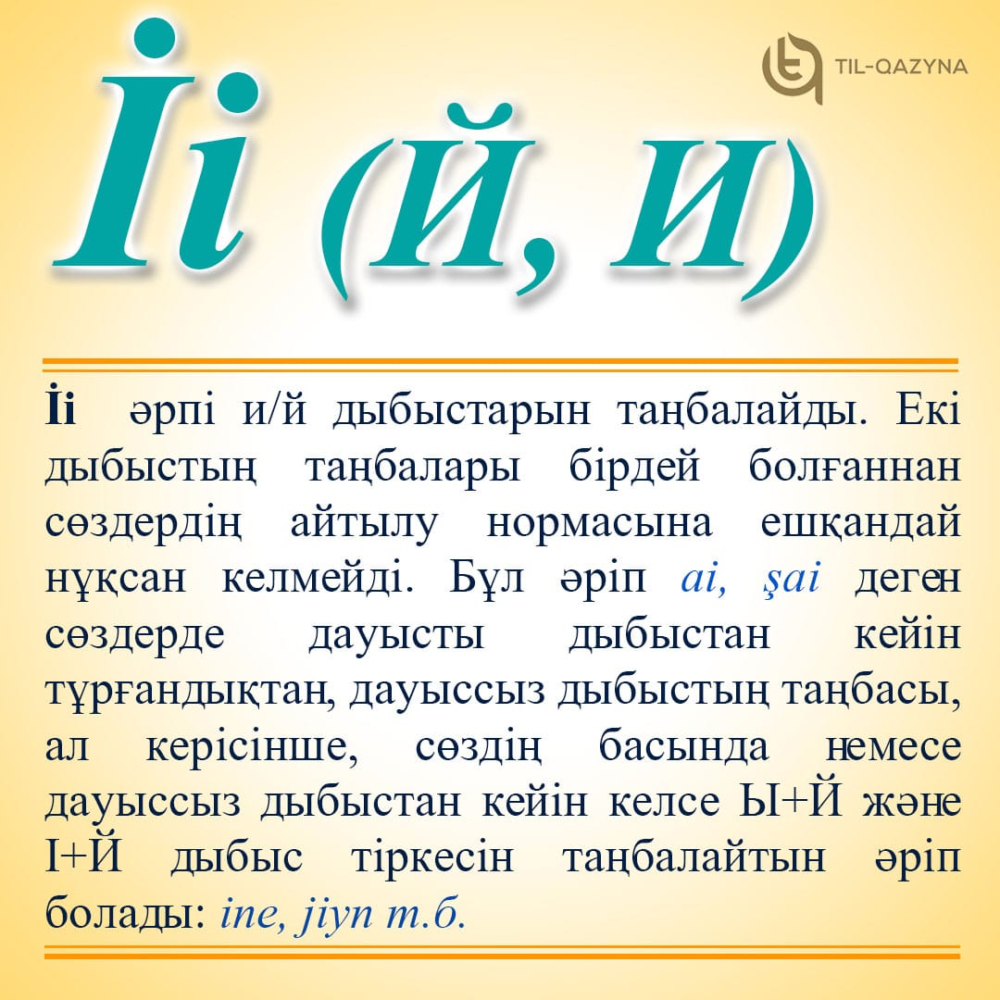 İi (Й, И)
TIL-QAZYNA
İi әрпі и/й дыбыстарын таңбалайды. Екі
дыбыстың таңбалары бірдей болғаннан
сөздердің айтылу нормасына ешқандай
нұқсан келмейді. Бұл әріп ai, şai деген
сөздерде дауысты дыбыстан кейін
тұрғандықтан, дауыссыз дыбыстың таңбасы,
ал керісінше, сөздің басында немесе
дауыссыз дыбыстан кейін келсе Ы+Й және
І+Й дыбыс тіркесін таңбалайтын әріп
болады: ine, jiyn т.б.